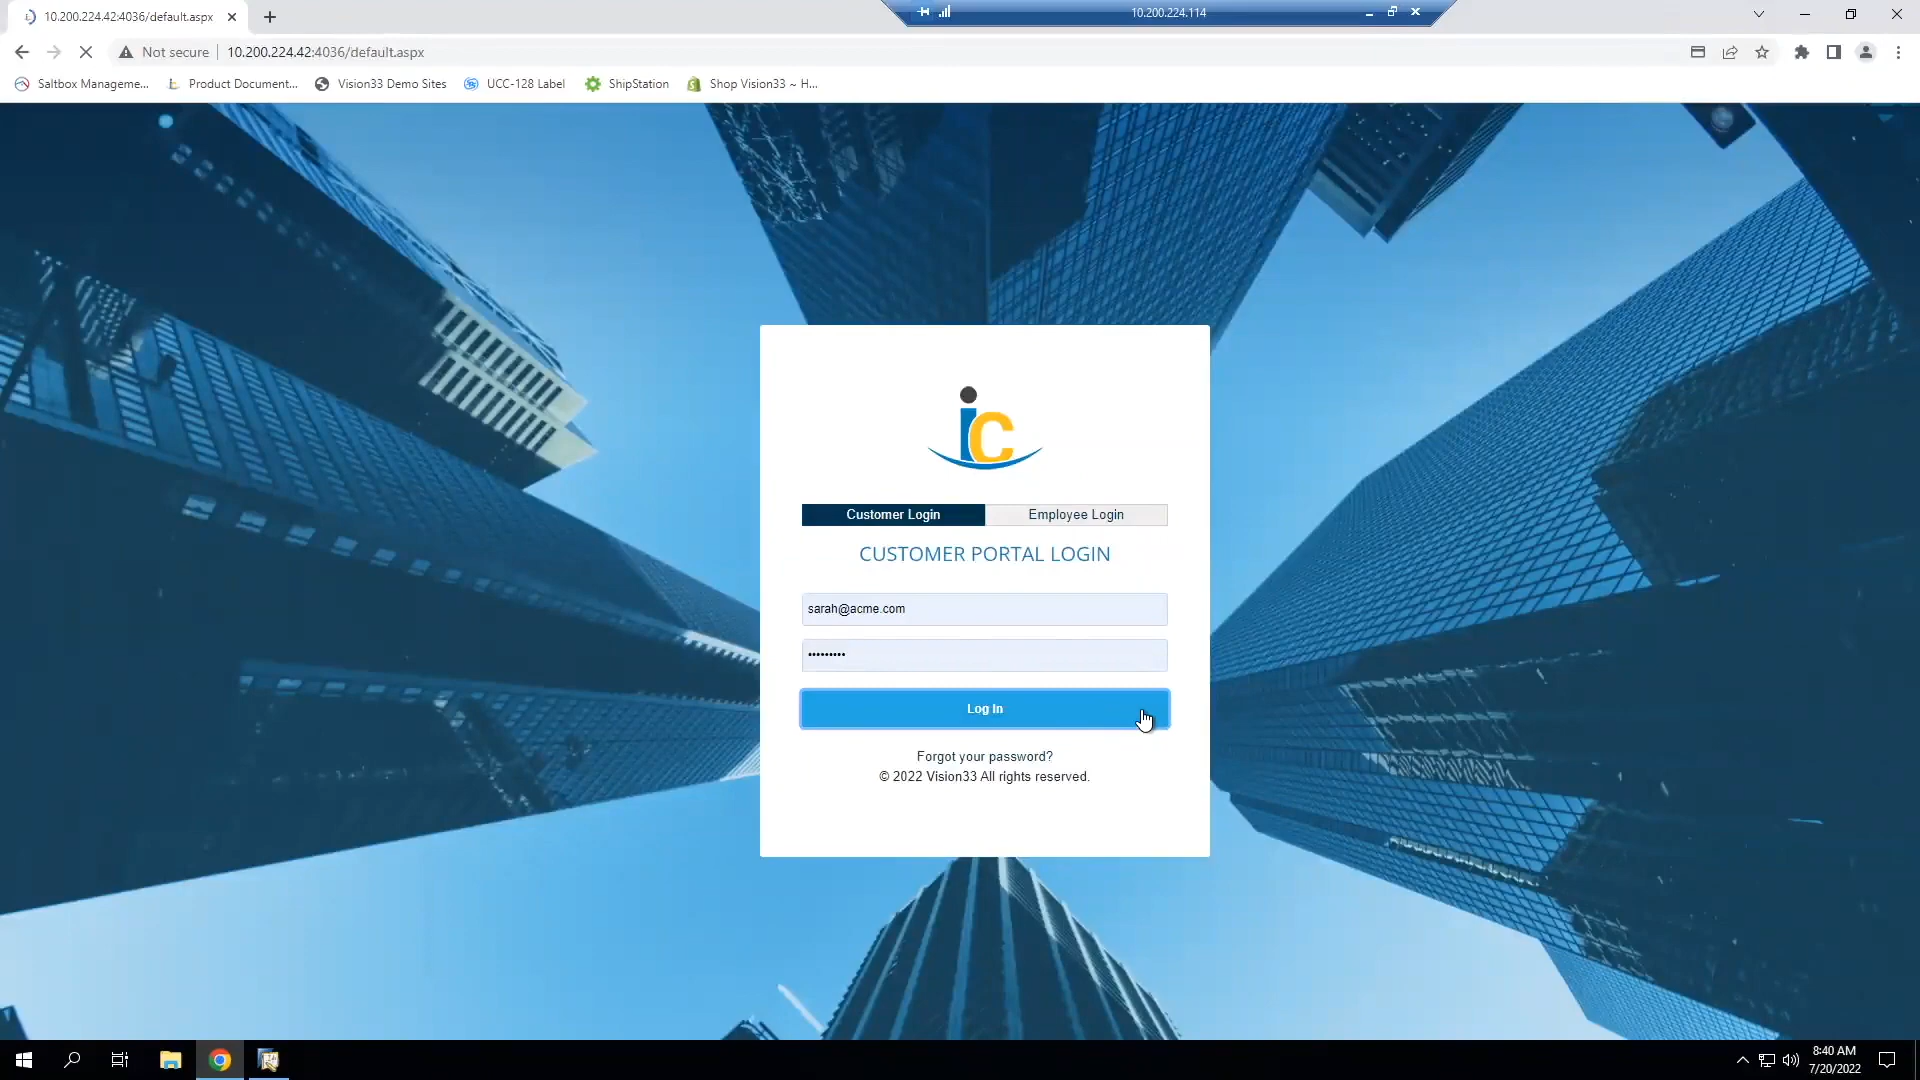 10.200.224.42:4036/default.aspx
10.200.224.114
Not secure
10.200.224.42:4036/default.aspx
Saltbox Manageme...
Product Document...
Vision33 Demo Sites
UCC-128 Label
ShipStation
Shop Vision33 ~ H...
ic
Customer Login
Employee Login
CUSTOMER PORTAL LOGIN
sarah@acme.com
•••••••••
Log In
Forgot your password?
© 2022 Vision33 All rights reserved.
8:40 AM
7/20/2022